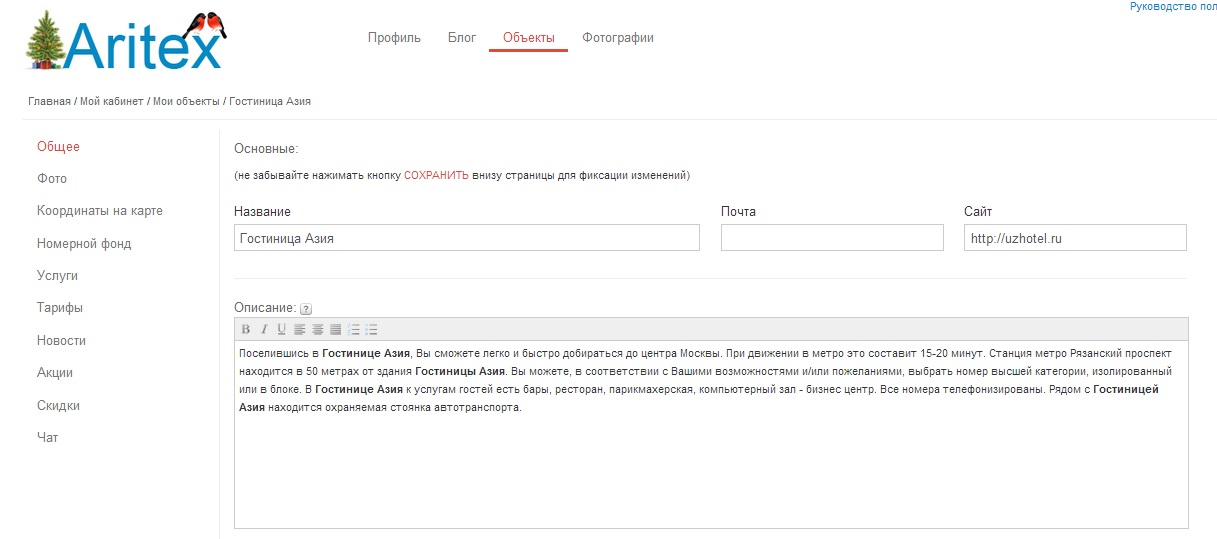 Руководство пол
Aritex
Профиль Блог Объекты Фотографии
Главная / Мой кабинет / Мои объекты / Гостиница Азия
Общее
Фото
Координаты на карте
Номерной фонд
Услуги
Тарифы
Новости
Акции
Скидки
Чат
Основные:
(не забывайте нажимать кнопку СОХРАНИТЬ внизу страницы для фиксации изменений)
Название Почта Сайт
Гостиница Азия http://uzhotel.ru
Описание: ?
B I U
Поселившись в Гостинице Азия, Вы сможете легко и быстро добираться до центра Москвы. При движении в метро это составит 15-20 минут. Станция метро Рязанский проспект
находится в 50 метрах от здания Гостиницы Азия. Вы можете, в соответствии с Вашими возможностями и/или пожеланиями, выбрать номер высшей категории, изолированный
или в блоке. В Гостинице Азия к услугам гостей есть бары, ресторан, парикмахерская, компьютерный зал - бизнес центр. Все номера телефонизированы. Рядом с Гостиницей
Азия находится охраняемая стоянка автотранспорта.